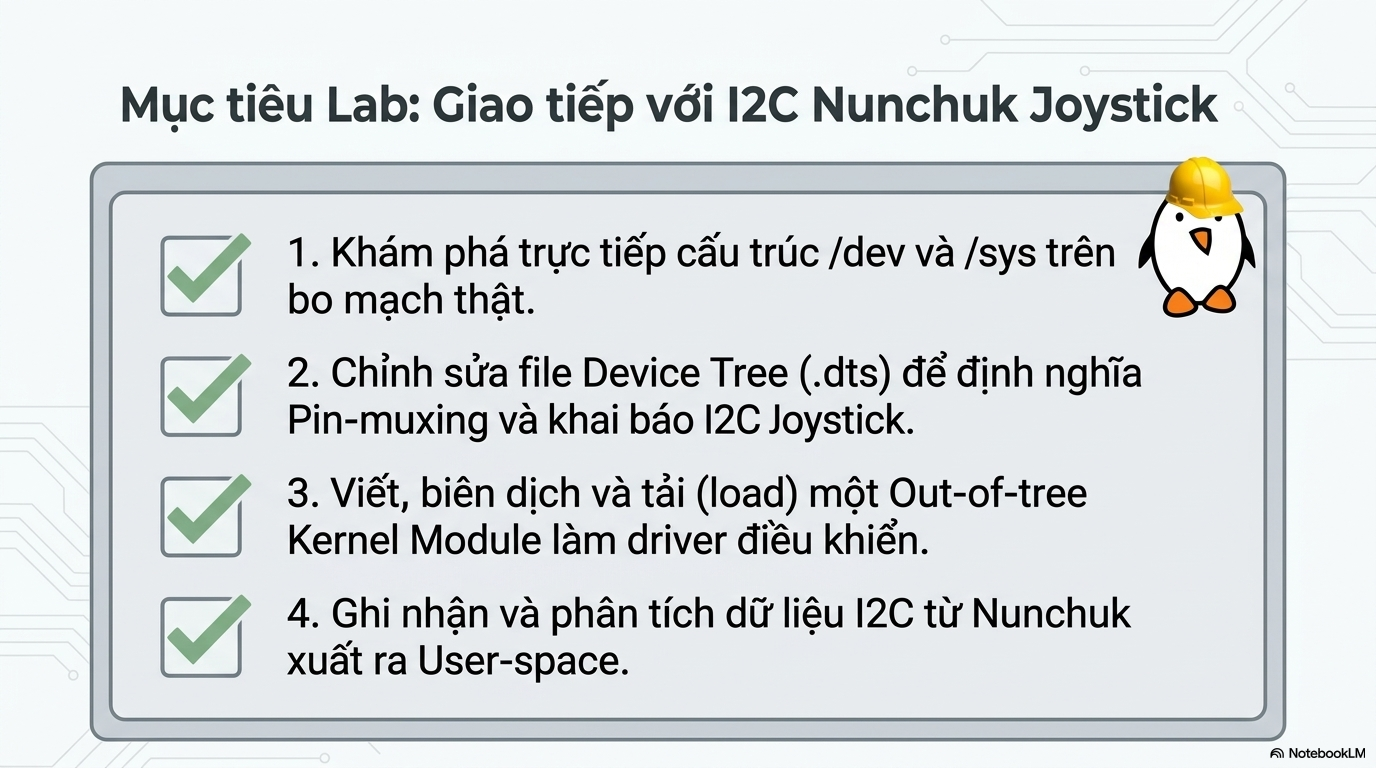 Mục tiêu Lab: Giao tiếp với I2C Nunchuk Joystick
1. Khám phá trực tiếp cấu trúc /dev và /sys trên
bo mạch thật.
2. Chỉnh sửa file Device Tree (.dts) để định nghĩa
Pin-muxing và khai báo I2C Joystick.
3. Viết, biên dịch và tải (load) một Out-of-tree
Kernel Module làm driver điều khiển.
4. Ghi nhận và phân tích dữ liệu I2C từ Nunchuk
xuất ra User-space.
NotebookLM